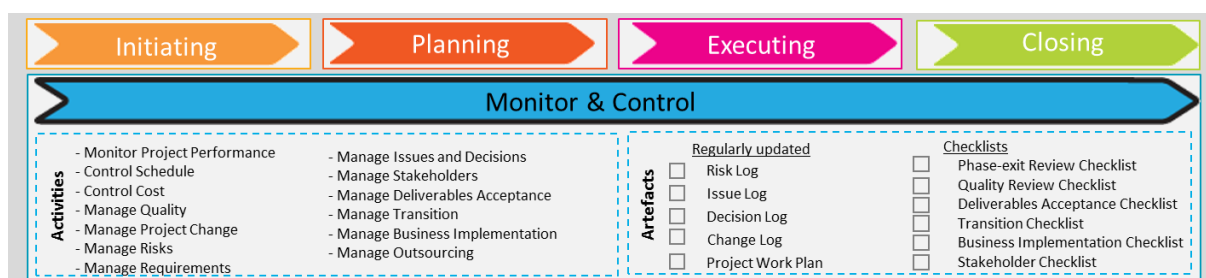 Initiating
Planning
Executing
Closing
Monitor & Control
Activities
- Monitor Project Performance
- Control Schedule
- Control Cost
- Manage Quality
- Manage Project Change
- Manage Risks
- Manage Requirements
- Manage Issues and Decisions
- Manage Stakeholders
- Manage Deliverables Acceptance
- Manage Transition
- Manage Business Implementation
- Manage Outsourcing
Artefacts
Regularly updated
Risk Log
Issue Log
Decision Log
Change Log
Project Work Plan
Checklists
Phase-exit Review Checklist
Quality Review Checklist
Deliverables Acceptance Checklist
Transition Checklist
Business Implementation Checklist
Stakeholder Checklist